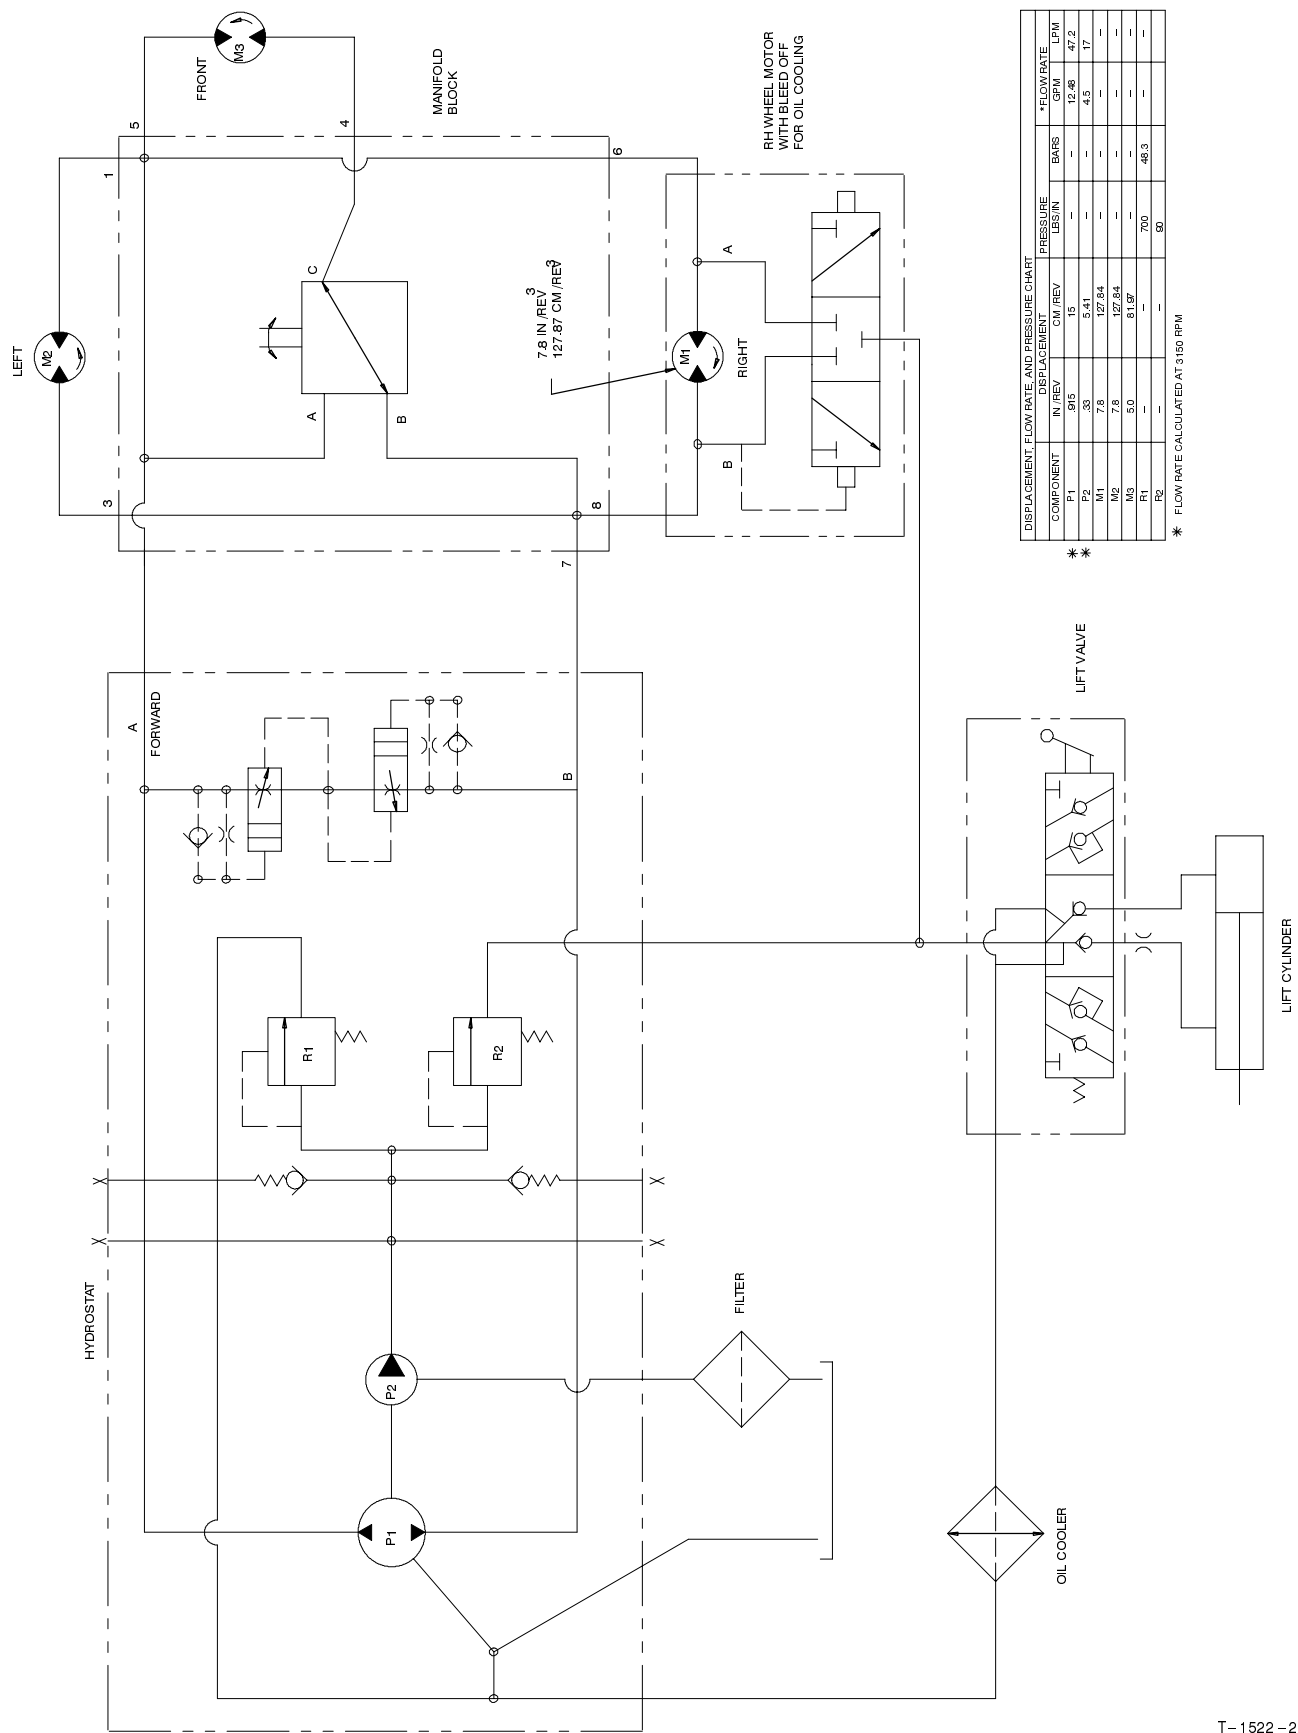 LEFT
M2
1
3
FRONT
M3
5
4
MANIFOLD
BLOCK
6
C
A
B
8
7
3
7.8 IN /REV
3
127.87 CM /REV
RH WHEEL MOTOR
WITH BLEED OFF
FOR OIL COOLING
A
M1
RIGHT
B
DISPLACEMENT, FLOW RATE, AND PRESSURE CHART
DISPLACEMENT PRESSURE *FLOW RATE
COMPONENT IN /REV CM /REV LBS/IN BARS GPM LPM
* P1 .915 15 – – 12.48 47.2
* P2 .33 5.41 – – 4.5 17
M1 7.8 127.84 – – – –
M2 7.8 127.84 – – – –
M3 5.0 81.97 – – – –
R1 – – 700 48.3 – –
R2 – – 90
* FLOW RATE CALCULATED AT 3150 RPM
HYDROSTAT
A
FORWARD
B
R1
R2
P2
P1
FILTER
LIFT VALVE
LIFT CYLINDER
OIL COOLER
T-1522-2